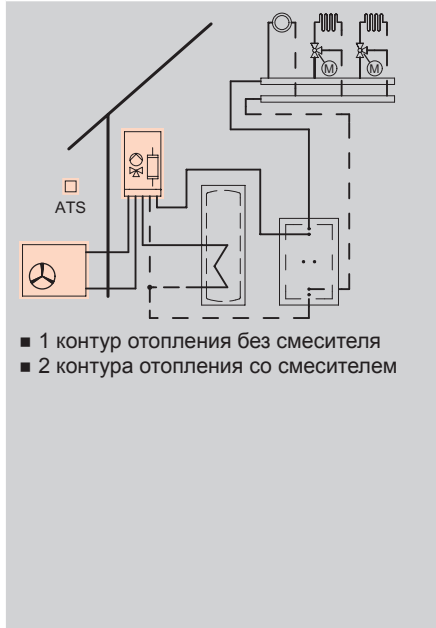 M
M
ATS
■ 1 контур отопления без смесителя
■ 2 контура отопления со смесителем